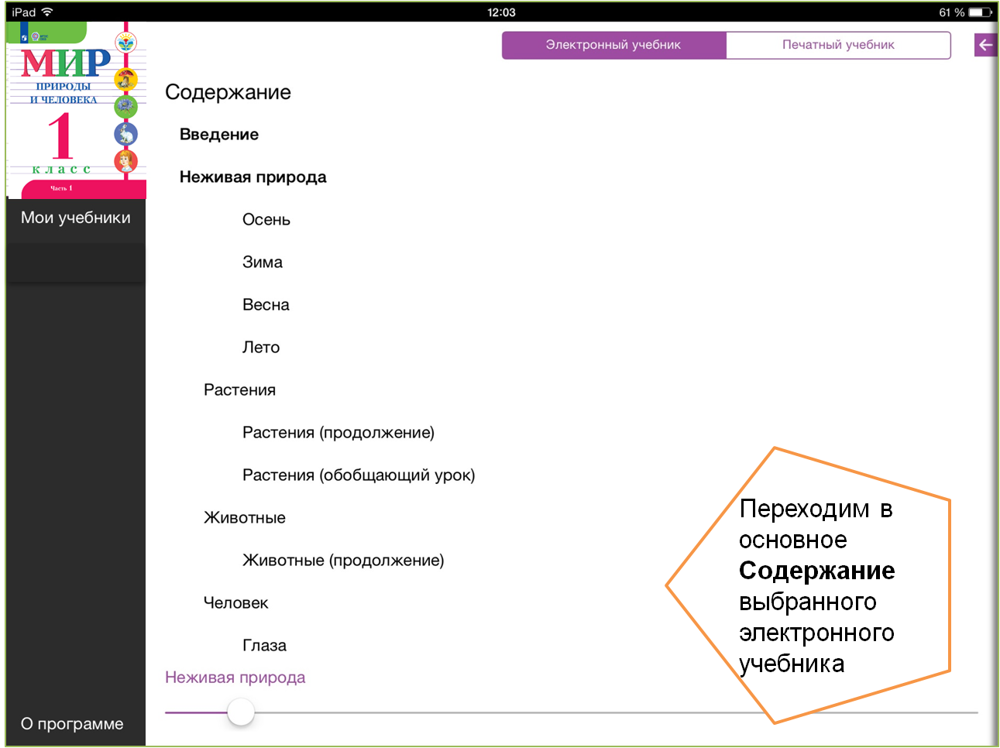 iPad
12:03
61 %
МИР
ПРИРОДЫ
И ЧЕЛОВЕКА
1
класс
Часть 1
Мои учебники
О программе
Электронный учебник
Печатный учебник
Содержание
Введение
Неживая природа
Осень
Зима
Весна
Лето
Растения
Растения (продолжение)
Растения (обобщающий урок)
Животные
Животные (продолжение)
Человек
Глаза
Неживая природа
Переходим в
основное
Содержание
выбранного
электронного
учебника